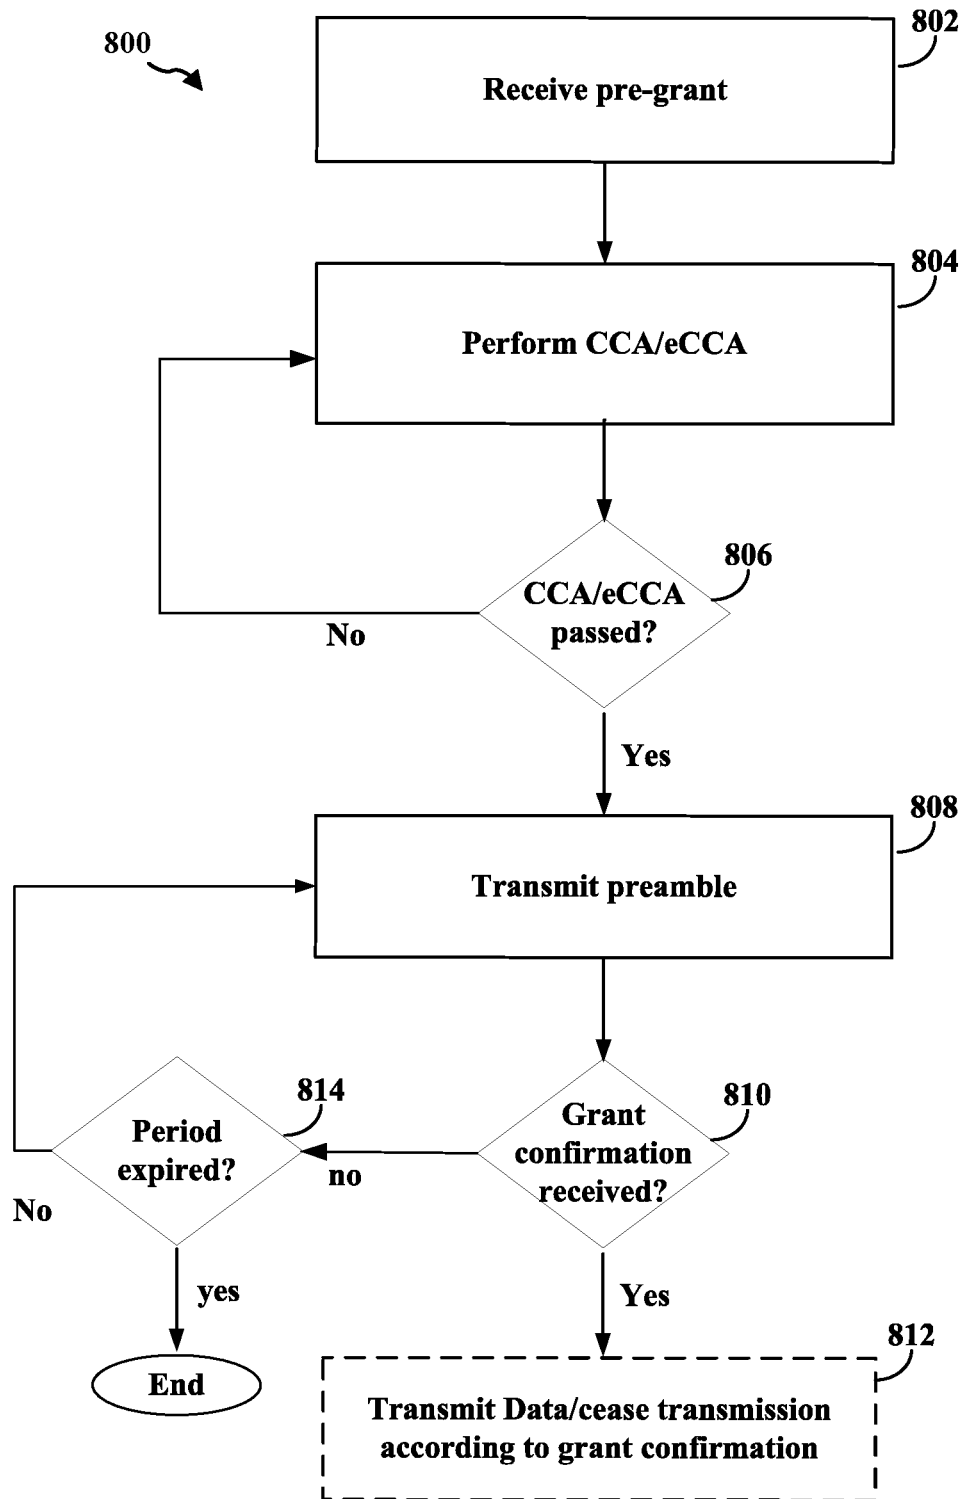 800
802
Receive pre-grant
804
Perform CCA/eCCA
806
CCA/eCCA
passed?
No
Yes
808
Transmit preamble
810
Grant
confirmation
received?
814
Period
expired?
no
No
yes
End
Yes
812
Transmit Data/cease transmission
according to grant confirmation